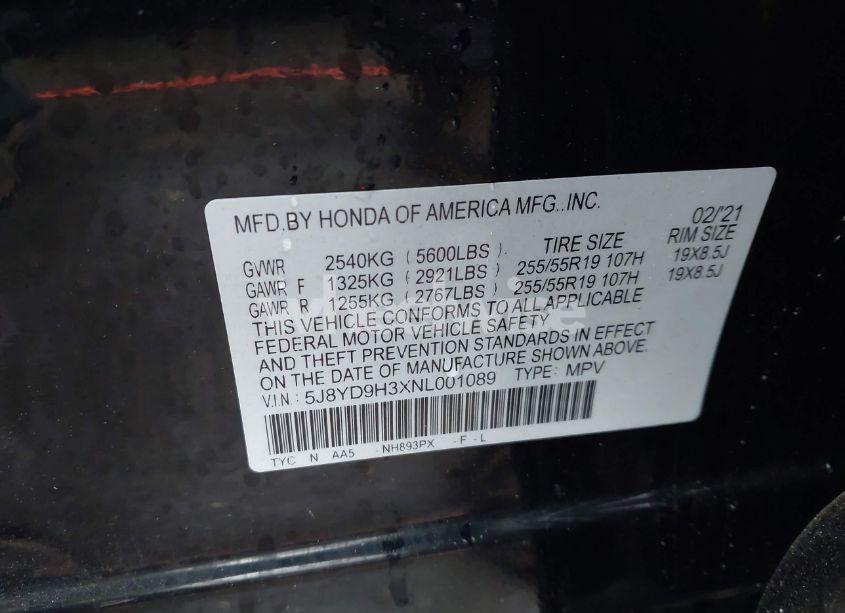 MFD.BY HONDA OF AMERICA MFG.,INC. 02/'21
TIRE SIZE RIM SIZE
GVWR 2540KG ( 5600LBS )
GAWR F 1325KG ( 2921LBS ) 255/55R19 107H 19X8.5J
GAWR R 1255KG ( 2767LBS ) 255/55R19 107H 19X8.5J
THIS VEHICLE CONFORMS TO ALL APPLICABLE
FEDERAL MOTOR VEHICLE SAFETY
AND THEFT PREVENTION STANDARDS IN EFFECT
ON THE DATE OF MANUFACTURE SHOWN ABOVE.
V.I.N.: 5J8YD9H3XNL001089 TYPE: MPV
TYC N AA5 -NH893PX -F -L